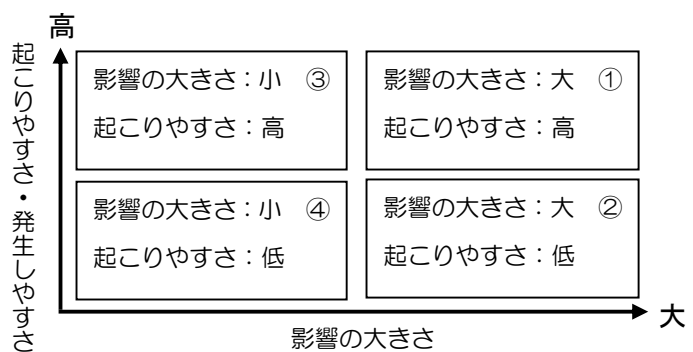 高
起こりやすさ・発生しやすさ
影響の大きさ：小　③
起こりやすさ：高
影響の大きさ：大　①
起こりやすさ：高
影響の大きさ：小　④
起こりやすさ：低
影響の大きさ：大　②
起こりやすさ：低
大
影響の大きさ